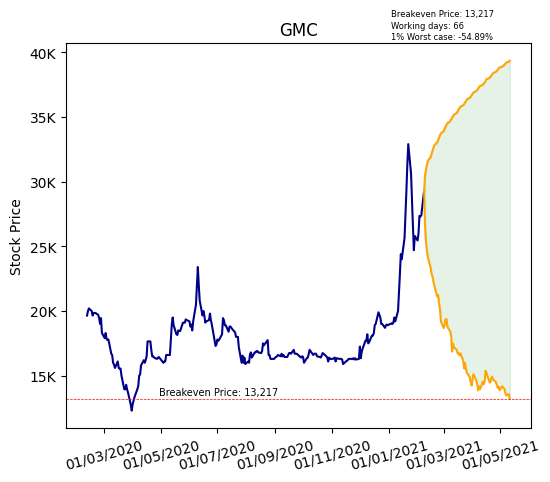 Breakeven Price: 13,217
Working days: 66
1% Worst case: -54.89%
GMC
40K
35K
30K
25K
20K
15K
Stock Price
Breakeven Price: 13,217
01/03/2020 01/05/2020 01/07/2020 01/09/2020 01/11/2020 01/01/2021 01/03/2021 01/05/2021